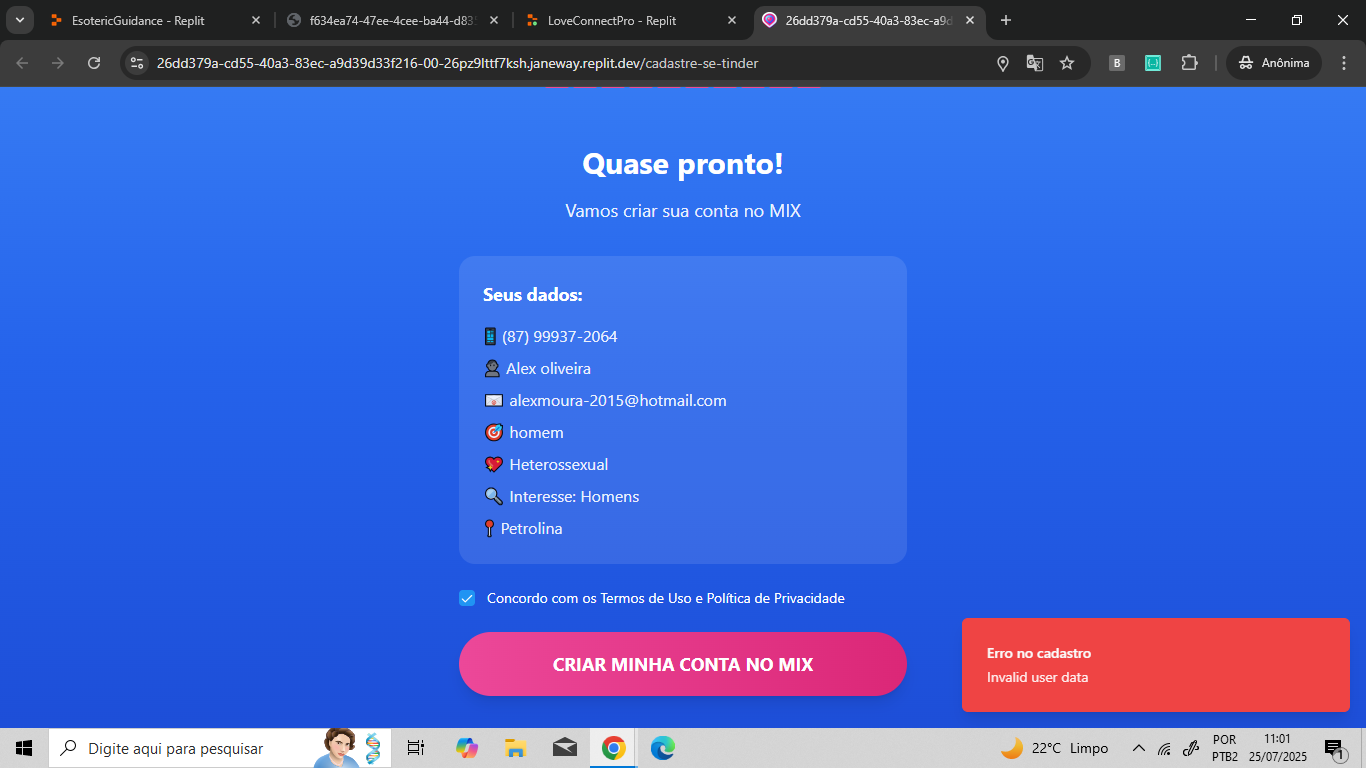 EsotericGuidance - Replit
f634ea74-47ee-4cee-ba44-d835
LoveConnectPro - Replit
26dd379a-cd55-40a3-83ec-a9d
26dd379a-cd55-40a3-83ec-a9d39d33f216-00-26pz9lttf7ksh.janeway.replit.dev/cadastre-se-tinder
B
Anônima
Quase pronto!
Vamos criar sua conta no MIX
Seus dados:
(87) 99937-2064
Alex oliveira
alexmoura-2015@hotmail.com
homem
Heterossexual
Interesse: Homens
Petrolina
Concordo com os Termos de Uso e Política de Privacidade
CRIAR MINHA CONTA NO MIX
Erro no cadastro
Invalid user data
Digite aqui para pesquisar
22°C Limpo
POR
PTB2
11:01
25/07/2025
1